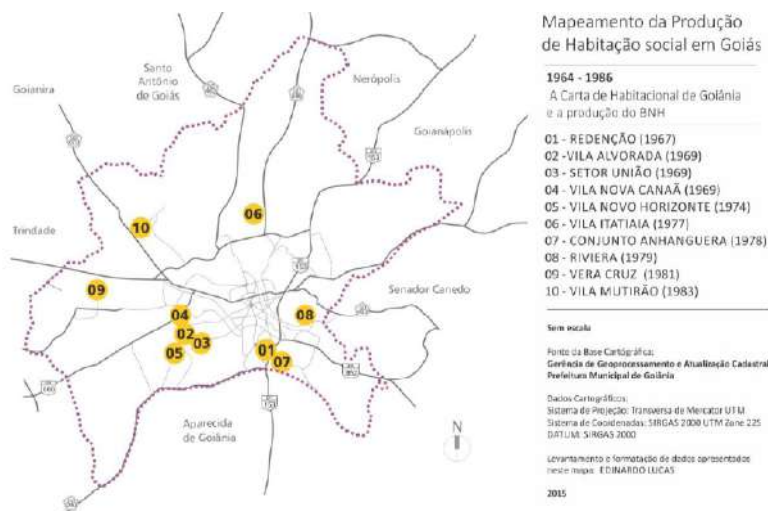 Mapeamento da Produção
de Habitação social em Goiás
1964 - 1986
A Carta de Habitacional de Goiânia
e a produção do BNH
01 - REDENÇÃO (1967)
02 -VILA ALVORADA (1969)
03 - SETOR UNIÃO (1969)
04 - VILA NOVA CANAÃ (1969)
05 - VILA NOVO HORIZONTE (1974)
06 - VILA ITATIAIA (1977)
07 - CONJUNTO ANHANGUERA (1978)
08 - RIVIERA (1979)
09 - VERA CRUZ (1981)
10 - VILA MUTIRÃO (1983)
Sem escala
Fonte da Base Cartográfica:
Gerência de Geoprocessamento e Atualização Cadastral
Prefeitura Municipal de Goiânia
Dados Cartográficos:
Sistema de Projeção: Transversa de Mercator UTM
Sistema de Coordenadas: SIRGAS 2000 UTM Zone 22S
DATUM: SIRGAS 2000
Levantamento e formatação de dados apresentados
neste mapa: EDINARDO LUCAS
2015
Santo
Antônio
de Goiás
Nerópolis
Goianira
Goianápolis
06
10
Trindade
09
Senador Canedo
04
08
02
03
05
01
07
Aparecida
de Goiânia
N